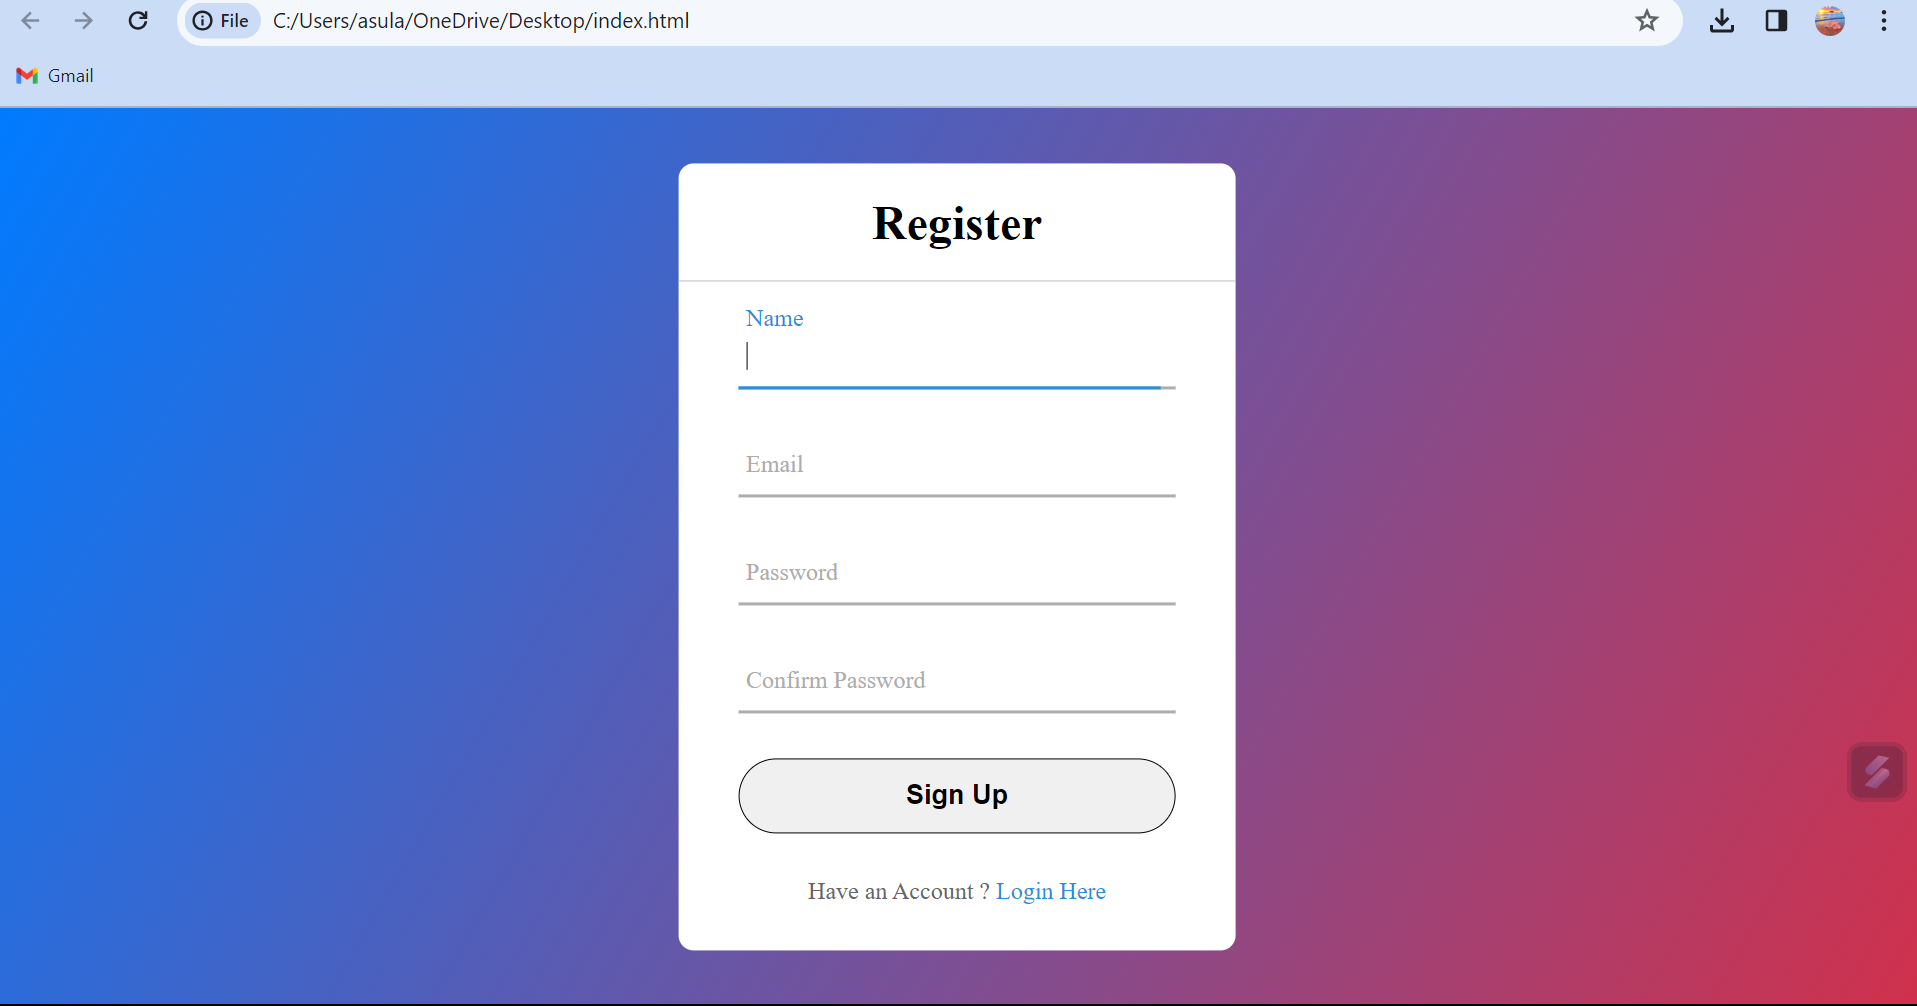 File C:/Users/asula/OneDrive/Desktop/index.html
Gmail
Register
Name
Email
Password
Confirm Password
Sign Up
Have an Account ? Login Here